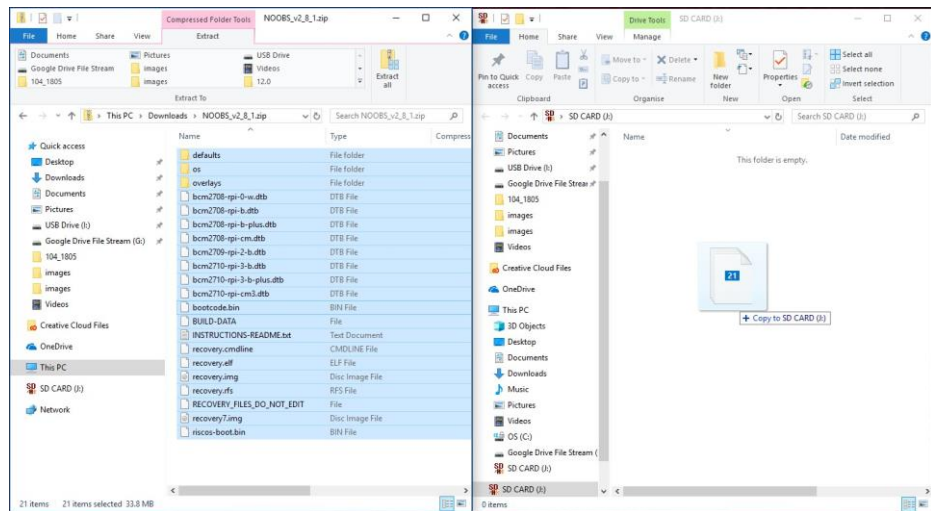 Compressed Folder Tools
NOOBS_v2_8_1.zip
File
Home
Share
View
Extract
Documents
Pictures
USB Drive
Google Drive File Stream
images
Videos
104_1805
images
12.0
Extract all
Extract To
This PC > Downloads > NOOBS_v2_8_1.zip
Search NOOBS_v2_8_1.zip
Name
Type
Compress
Quick access
Desktop
Downloads
Documents
Pictures
USB Drive (I:)
Google Drive File Stream (G:)
104_1805
images
images
Videos
Creative Cloud Files
OneDrive
This PC
SD CARD (J:)
Network
defaults File folder
os File folder
overlays File folder
bcm2708-rpi-0-w.dtb DTB File
bcm2708-rpi-b.dtb DTB File
bcm2708-rpi-b-plus.dtb DTB File
bcm2708-rpi-cm.dtb DTB File
bcm2709-rpi-2-b.dtb DTB File
bcm2710-rpi-3-b.dtb DTB File
bcm2710-rpi-3-b-plus.dtb DTB File
bcm2710-rpi-cm3.dtb DTB File
bootcode.bin BIN File
BUILD-DATA File
INSTRUCTIONS-README.txt Text Document
recovery.cmdline CMDLINE File
recovery.elf ELF File
recovery.img Disc Image File
recovery.rfs RFS File
RECOVERY_FILES_DO_NOT_EDIT File
recovery7.img Disc Image File
riscos-boot.bin BIN File
21 items 21 items selected 33.8 MB
Drive Tools
SD CARD (J:)
File
Home
Share
View
Manage
Pin to Quick access
Copy
Paste
Clipboard
Move to
Copy to
Delete
Rename
Organise
New folder
New
Properties
Open
Select all
Select none
Invert selection
Select
SD CARD (J:)
Search SD CARD (J:)
Name
Date modified
This folder is empty.
Documents
Pictures
USB Drive (I:)
Google Drive File Strear
104_1805
images
images
Videos
Creative Cloud Files
OneDrive
This PC
3D Objects
Desktop
Documents
Downloads
Music
Pictures
Videos
OS (C:)
Google Drive File Stream (
SD CARD (J:)
SD CARD (J:)
21
+ Copy to SD CARD (J:)
0 items